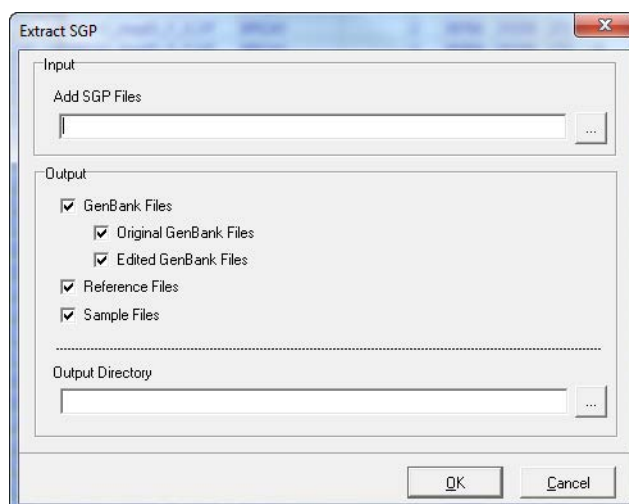 Extract SGP
Input
Add SGP Files
...
Output
GenBank Files
Original GenBank Files
Edited GenBank Files
Reference Files
Sample Files
Output Directory
...
OK
Cancel